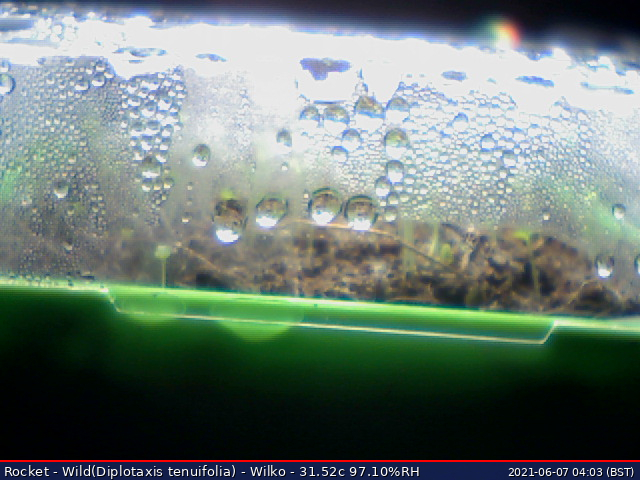 Rocket - Wild(Diplotaxis tenuifolia) - Wilko - 31.52c 97.10%RH 2021-06-07 04:03 (BST)